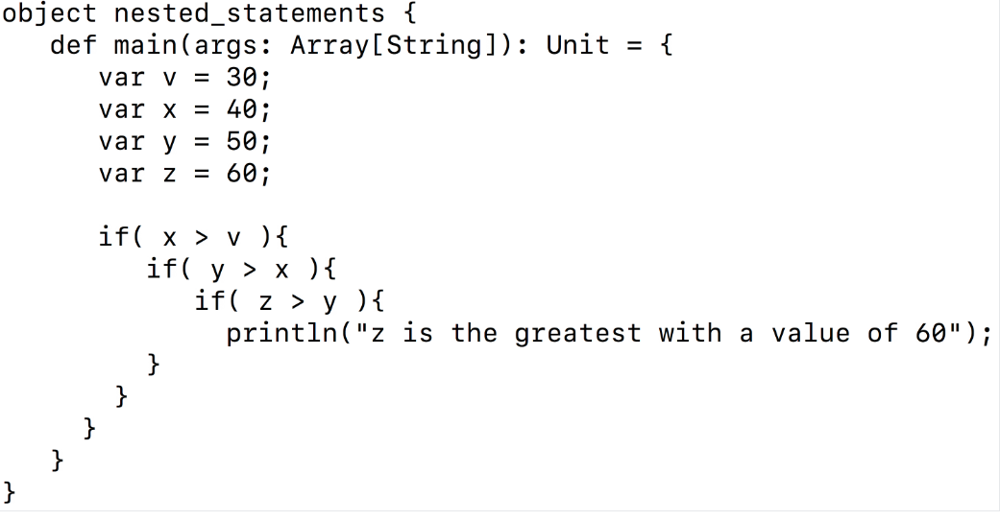 object nested_statements {
   def main(args: Array[String]): Unit = {
      var v = 30;
      var x = 40;
      var y = 50;
      var z = 60;

      if( x > v ){
         if( y > x ){
            if( z > y ){
              println("z is the greatest with a value of 60");
         }
       }
     }
   }
}